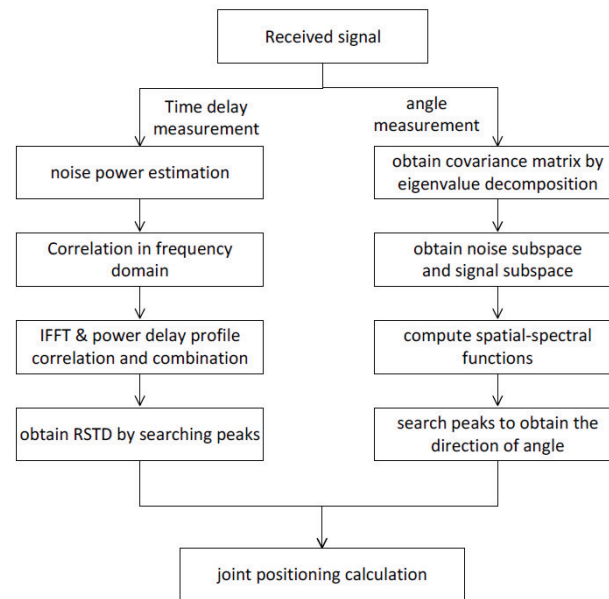 Received signal
Time delay
measurement
angle
measurement
noise power estimation
obtain covariance matrix by
eigenvalue decomposition
Correlation in frequency
domain
obtain noise subspace
and signal subspace
IFFT & power delay profile
correlation and combination
compute spatial-spectral
functions
obtain RSTD by searching peaks
search peaks to obtain the
direction of angle
joint positioning calculation